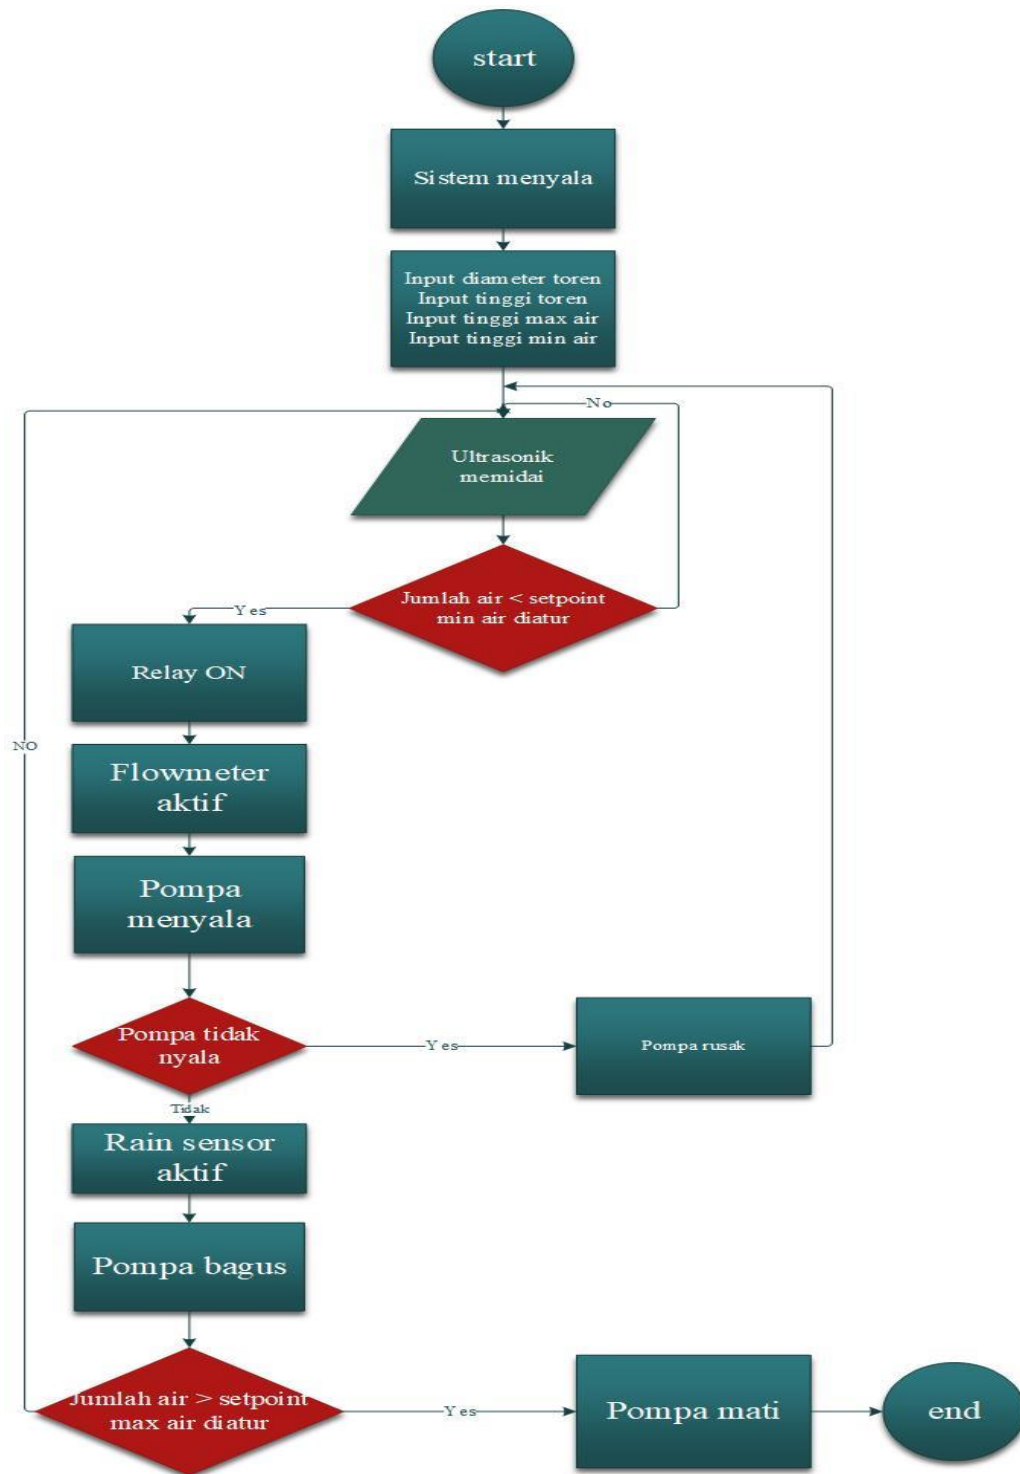 start
Sistem menyala
Input diameter toren
Input tinggi toren
Input tinggi max air
Input tinggi min air
No
Ultrasonik
memidai
Jumlah air < setpoint
min air diatur
Yes
Relay ON
NO
Flowmeter
aktif
Pompa
menyala
Pompa tidak
nyala
Yes
Pompa rusak
Tidak
Rain sensor
aktif
Pompa bagus
Jumlah air > setpoint
max air diatur
Yes
Pompa mati
end